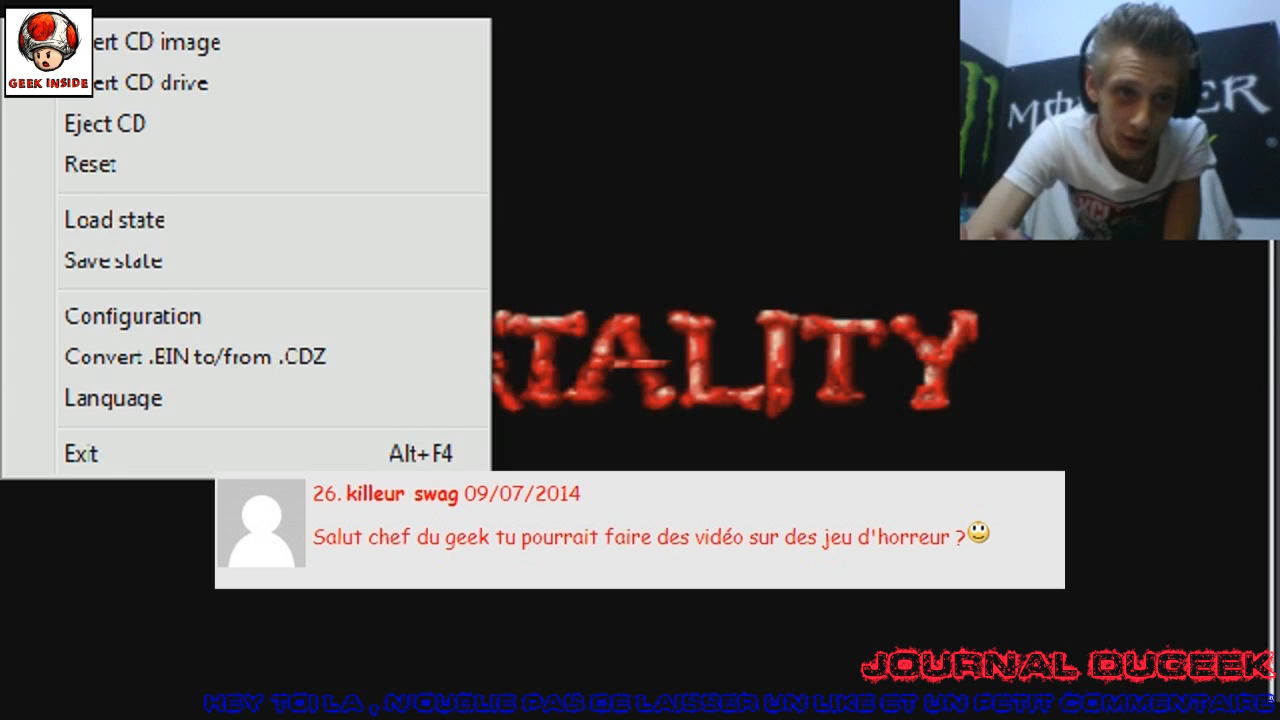 GEEK INSIDE
ert CD image
ert CD drive
Eject CD
Reset
Load state
Save state
Configuration
Convert .BIN to/from .CDZ
Language
Exit Alt+F4
TALITY
26. killeur swag 09/07/2014
Salut chef du geek tu pourrait faire des vidéo sur des jeu d'horreur ?
JOURNAL DUGEEK
HEY TOI LA , N'OUBLIE PAS DE LAISSER UN LIKE ET UN PETIT COMMENTAIRE